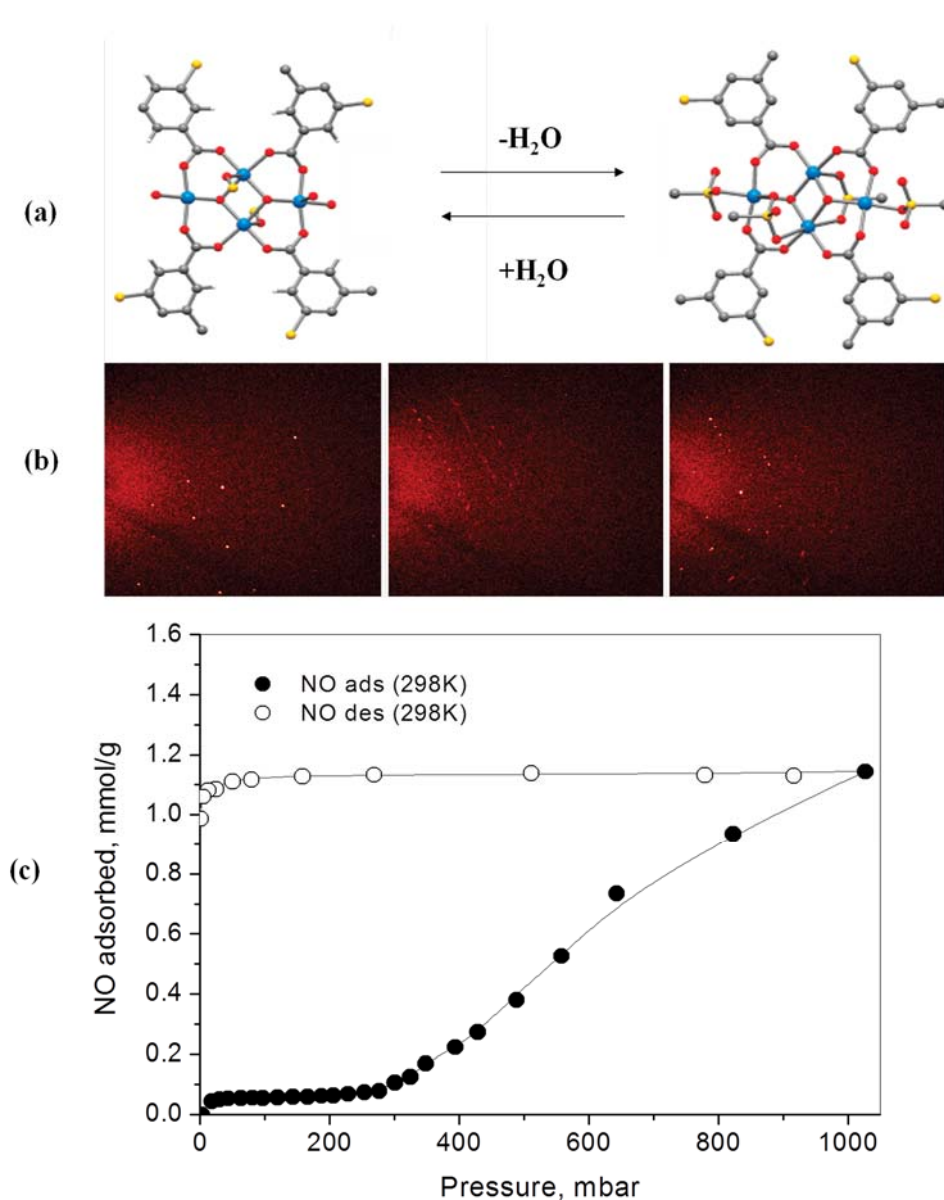 (a)
-H₂O
+H₂O
(b)
(c)
NO adsorbed, mmol/g
1.6
1.4
1.2
1.0
0.8
0.6
0.4
0.2
0.0
NO ads (298K)
NO des (298K)
0 200 400 600 800 1000
Pressure, mbar